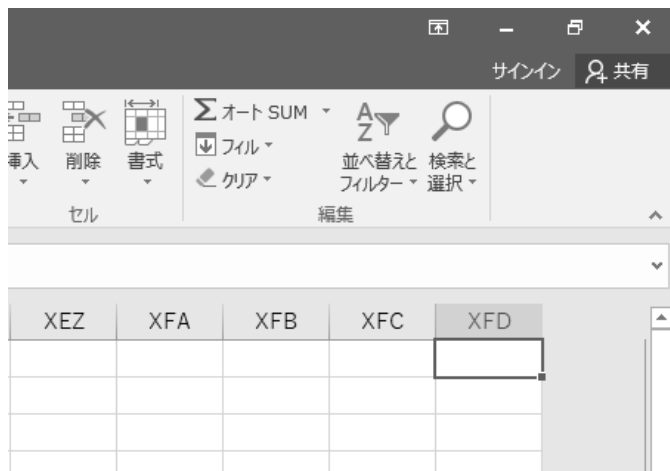 サインイン 共有
挿入
削除
書式
オート SUM
フィル
クリア
並べ替えと
フィルター
検索と
選択
セル
編集
XEZ XFA XFB XFC XFD